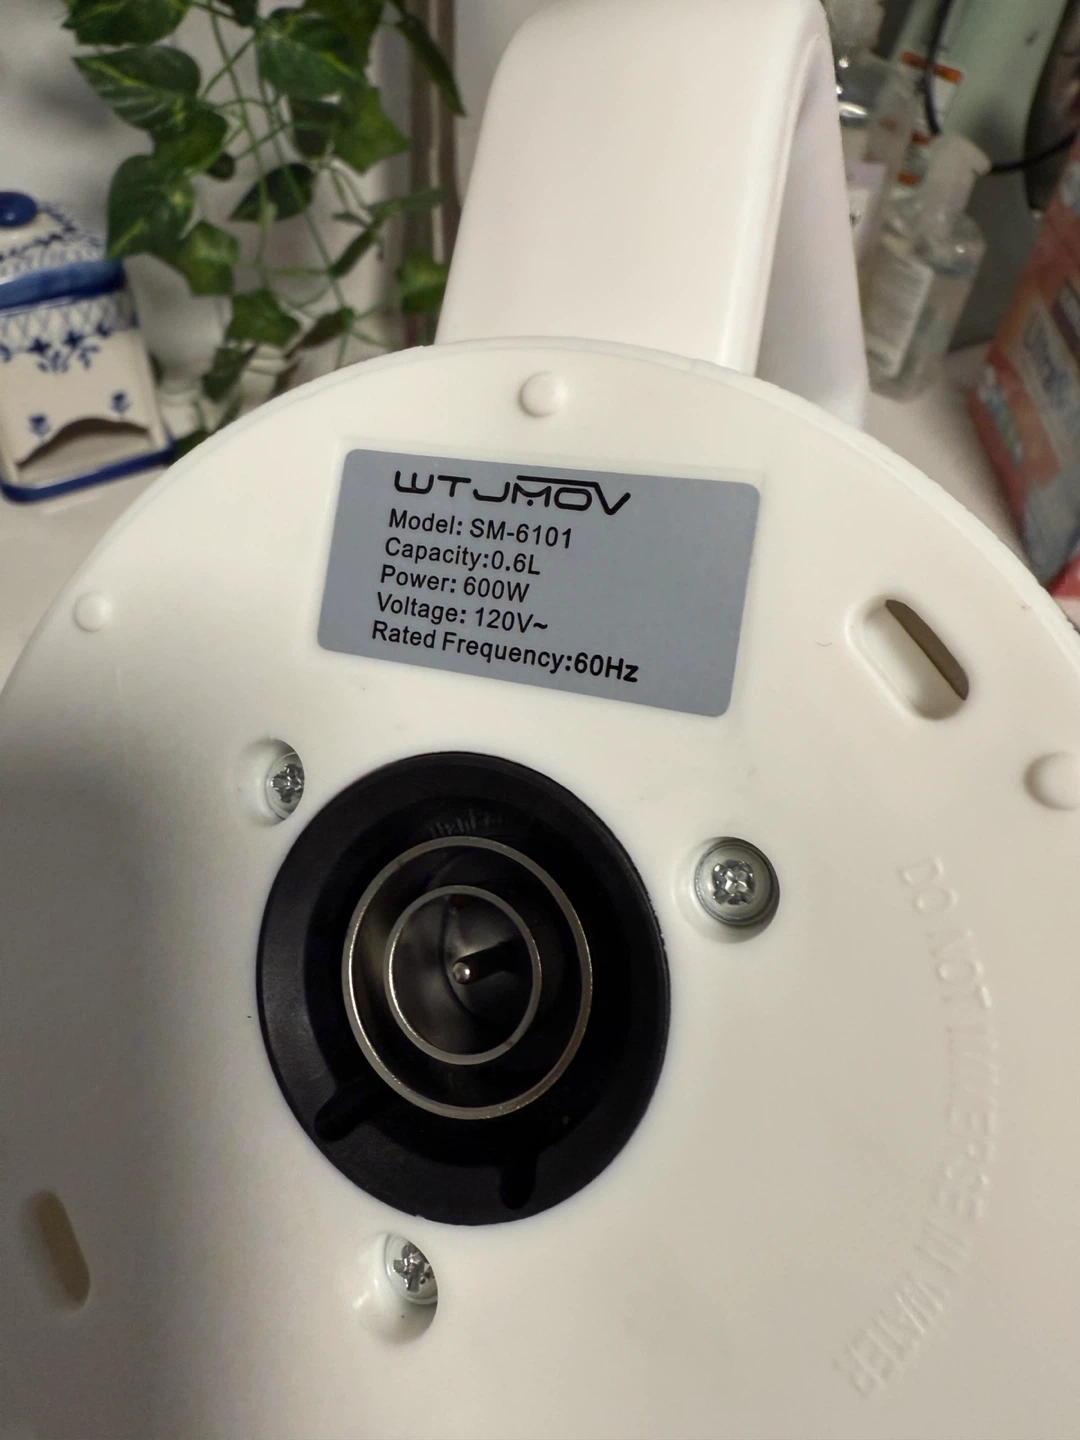 WTJMOV
Model: SM-6101
Capacity:0.6L
Power: 600W
Voltage: 120V~
Rated Frequency:60Hz
DO NOT IMMERSE IN WATER